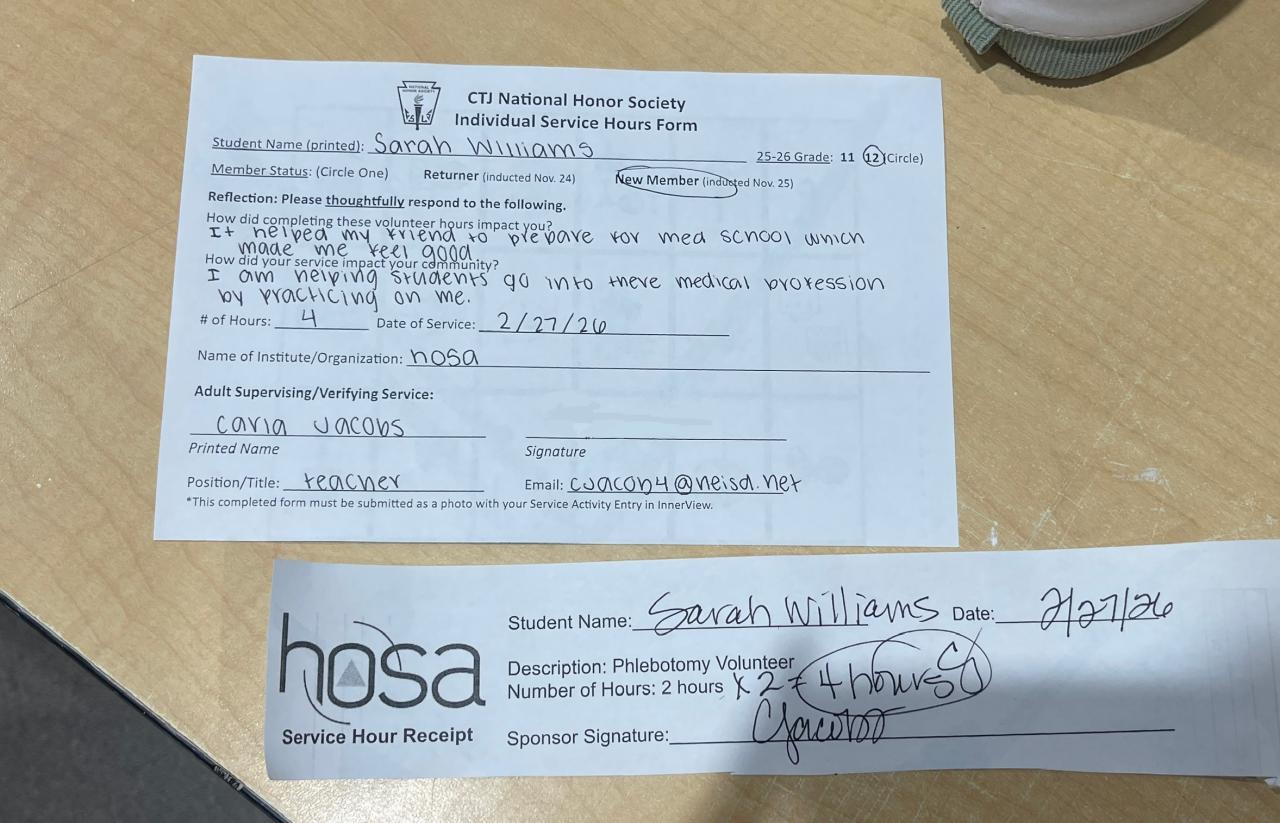 NATIONAL HONOR SOCIETY
CTJ National Honor Society
Individual Service Hours Form
Student Name (printed): Sarah Williams 25-26 Grade: 11 12 (Circle)
Member Status: (Circle One) Returner (inducted Nov. 24) New Member (inducted Nov. 25)
Reflection: Please thoughtfully respond to the following.
How did completing these volunteer hours impact you?
It helped my friend to prepare for med school which
made me feel good
How did your service impact your community?
I am helping students go into there medical profession
by practicing on me.
# of Hours: 4 Date of Service: 2/27/26
Name of Institute/Organization: hosa
Adult Supervising/Verifying Service:
Carla Jacobs
Printed Name Signature
Position/Title: teacher Email: cjacob4@neisd.net
*This completed form must be submitted as a photo with your Service Activity Entry in InnerView.
hosa
Service Hour Receipt
Student Name: Sarah Williams Date: 2/27/26
Description: Phlebotomy Volunteer
Number of Hours: 2 hours x 2 = 4 hours CJ
Sponsor Signature: CJacobs